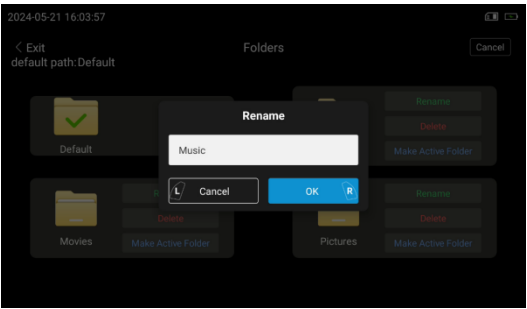 2024-05-21 16:03:57
Exit
Folders
Cancel
default path:Default
Rename
Delete
Make Active Folder
Default
Rename
Music
L Cancel
OK R
Delete
Make Active Folder
Movies
Rename
Delete
Make Active Folder
Pictures